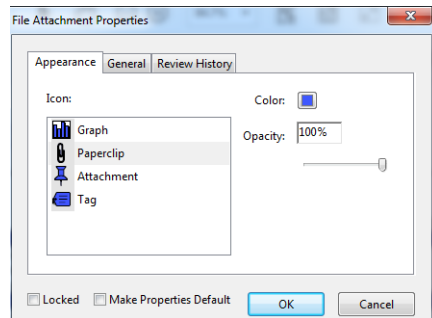 File Attachment Properties
Appearance General Review History
Icon: Color:
Graph
Opacity: 100%
Paperclip
Attachment
Tag
Locked Make Properties Default OK Cancel